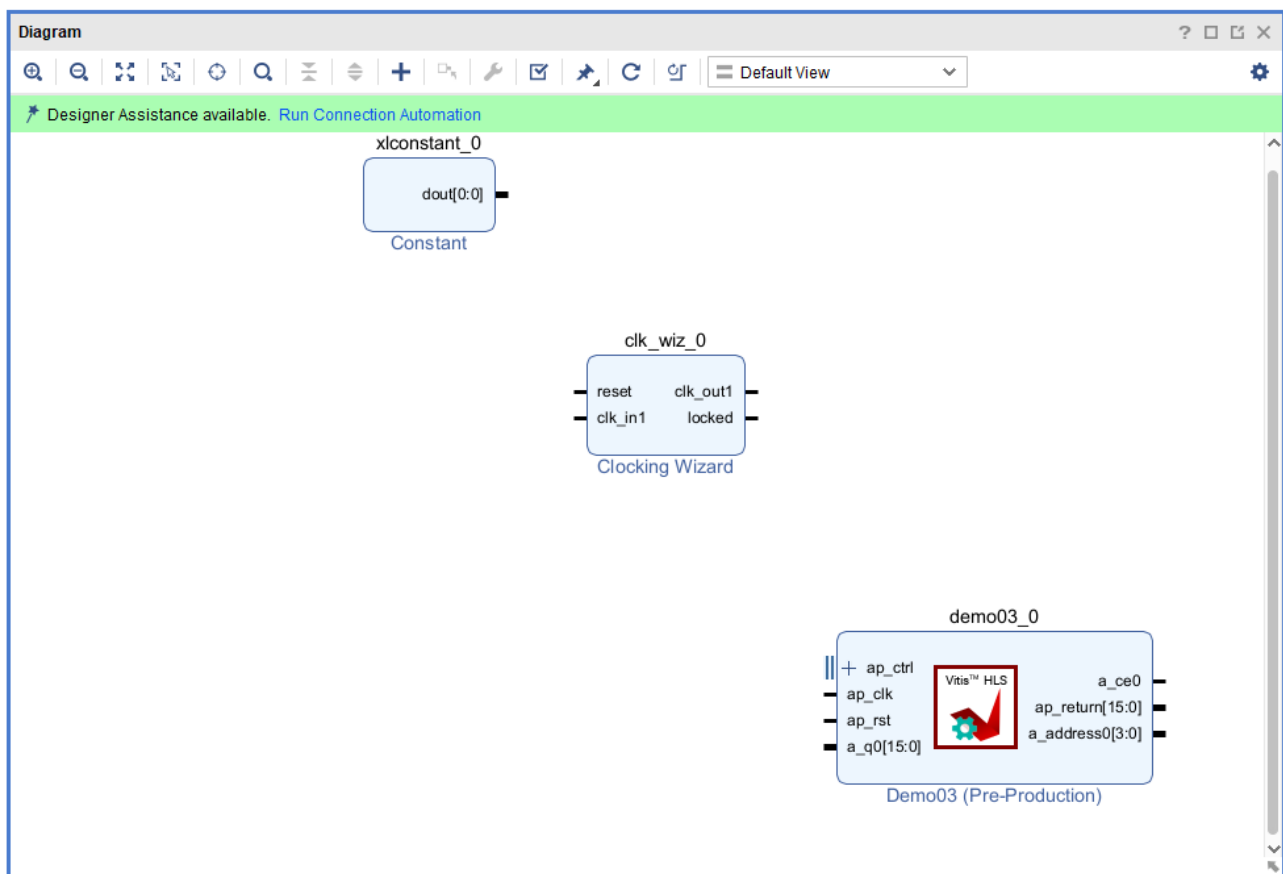 Diagram
Default View
Designer Assistance available. Run Connection Automation
xlconstant_0
dout[0:0]
Constant
clk_wiz_0
reset clk_out1
clk_in1 locked
Clocking Wizard
demo03_0
ap_ctrl
ap_clk
ap_rst
a_q0[15:0]
Vitis™ HLS
a_ce0
ap_return[15:0]
a_address0[3:0]
Demo03 (Pre-Production)